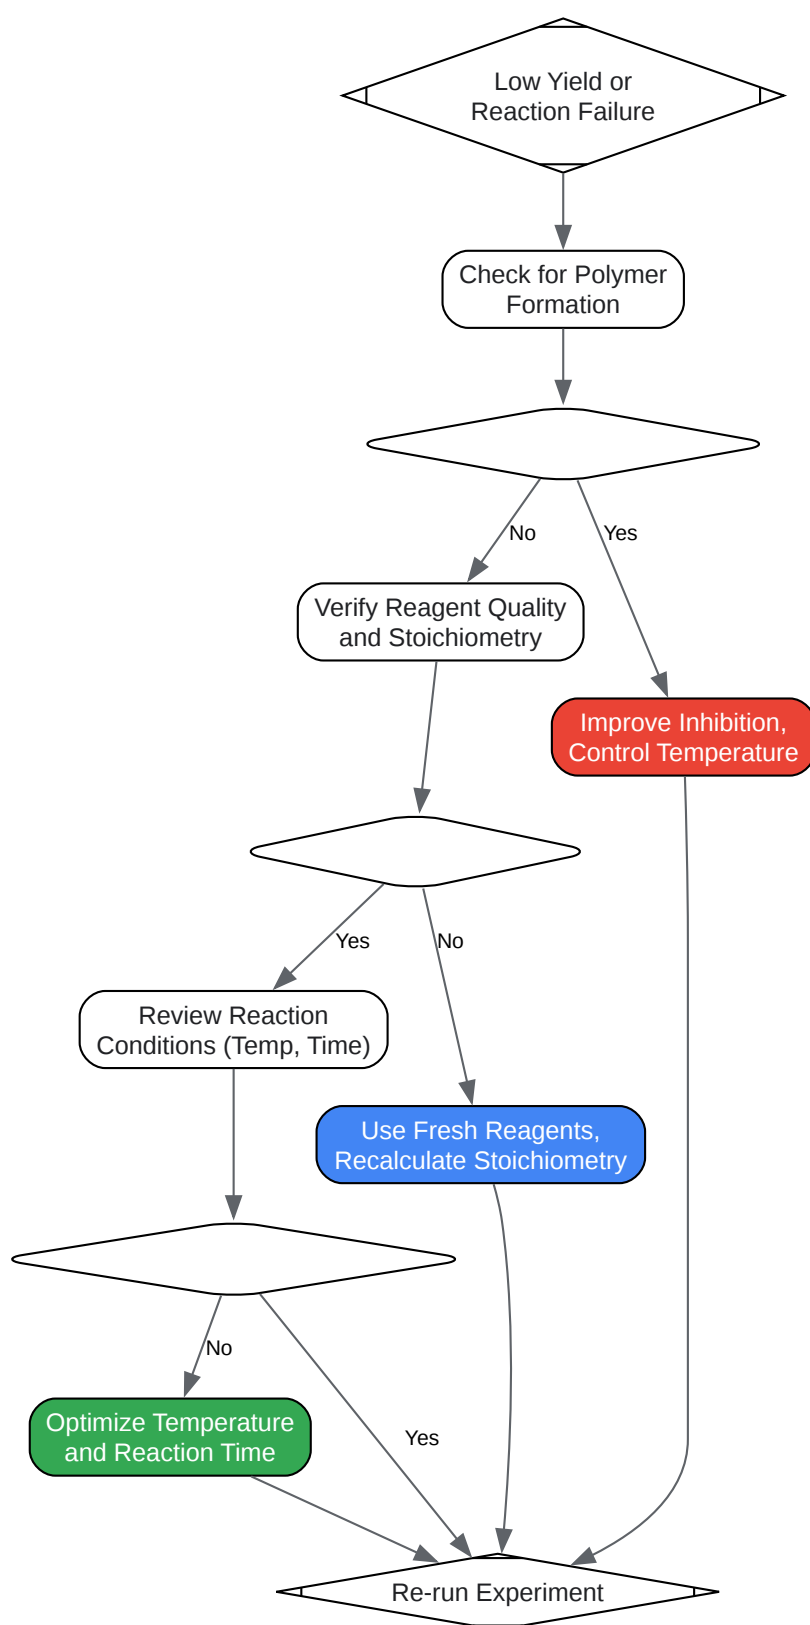 Low Yield or
Reaction Failure
Check for Polymer
Formation
No
Yes
Verify Reagent Quality
and Stoichiometry
Improve Inhibition,
Control Temperature
Yes
No
Review Reaction
Conditions (Temp, Time)
Use Fresh Reagents,
Recalculate Stoichiometry
No
Optimize Temperature
and Reaction Time
Yes
Re-run Experiment